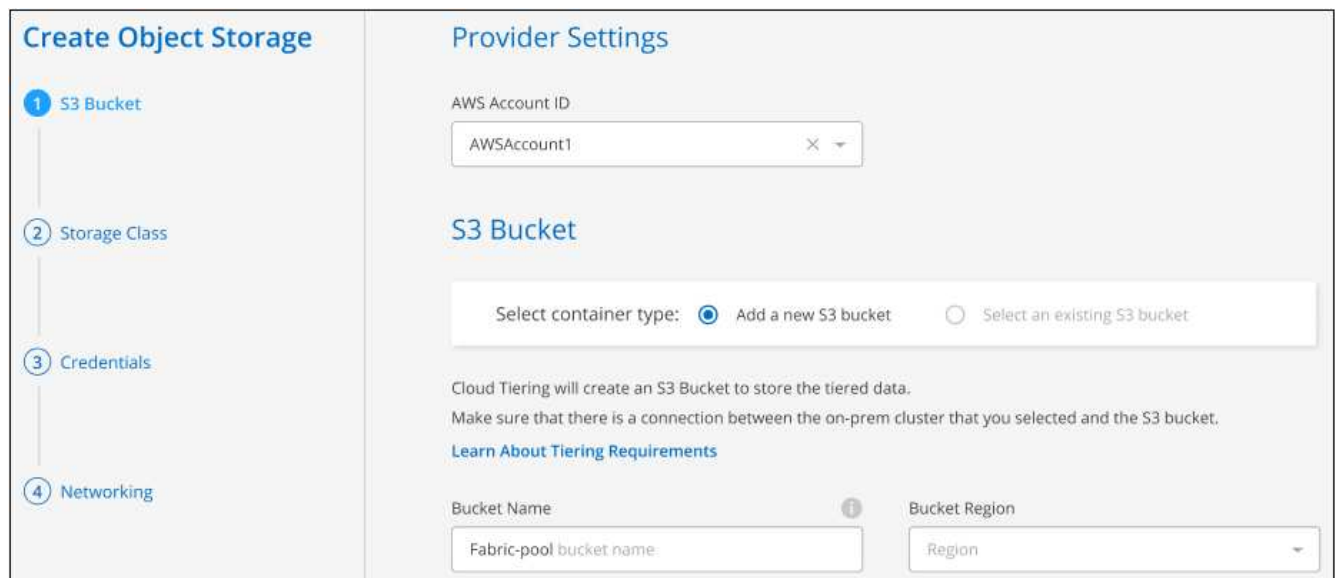 Create Object Storage
1 S3 Bucket
2 Storage Class
3 Credentials
4 Networking
Provider Settings
AWS Account ID
AWSAccount1
S3 Bucket
Select container type: Add a new S3 bucket Select an existing S3 bucket
Cloud Tiering will create an S3 Bucket to store the tiered data.
Make sure that there is a connection between the on-prem cluster that you selected and the S3 bucket.
Learn About Tiering Requirements
Bucket Name i Bucket Region
Fabric-pool bucket name Region